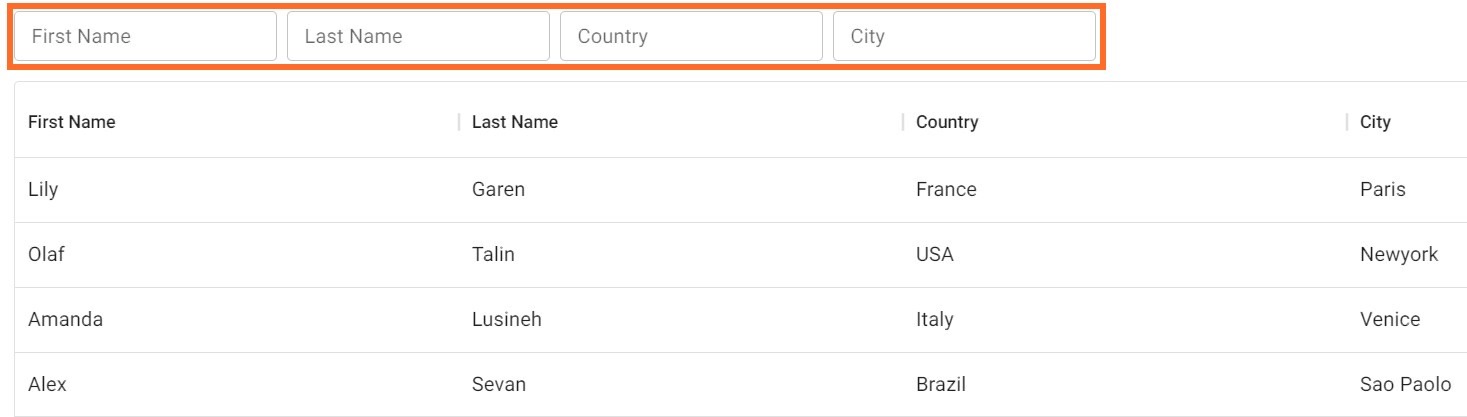 First Name Last Name Country City
First Name Last Name Country City
Lily Garen France Paris
Olaf Talin USA Newyork
Amanda Lusineh Italy Venice
Alex Sevan Brazil Sao Paolo